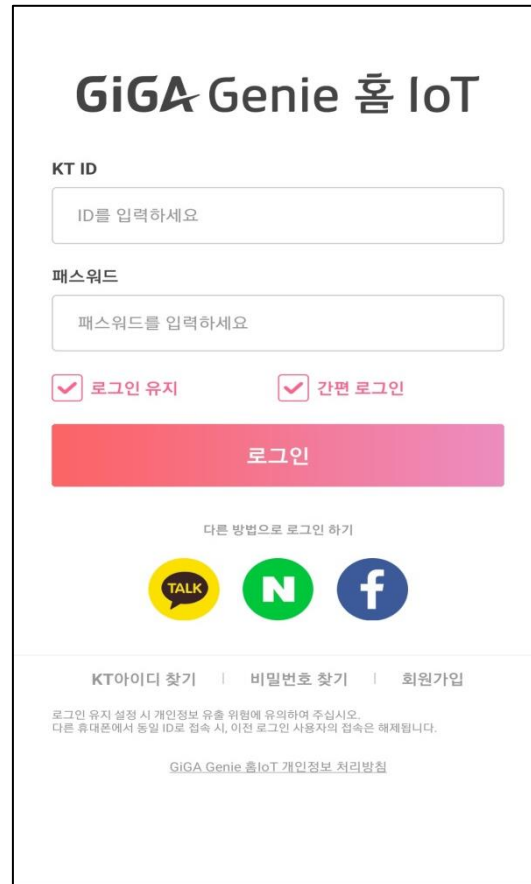 GiGA Genie 홈 IoT
KT ID
ID를 입력하세요
패스워드
패스워드를 입력하세요
로그인 유지 간편 로그인
로그인
다른 방법으로 로그인 하기
TALK N f
KT아이디 찾기 | 비밀번호 찾기 | 회원가입
로그인 유지 설정 시 개인정보 유출 위험에 유의하여 주십시오.
다른 휴대폰에서 동일 ID로 접속 시, 이전 로그인 사용자의 접속은 해제됩니다.
GiGA Genie 홈IoT 개인정보 처리방침